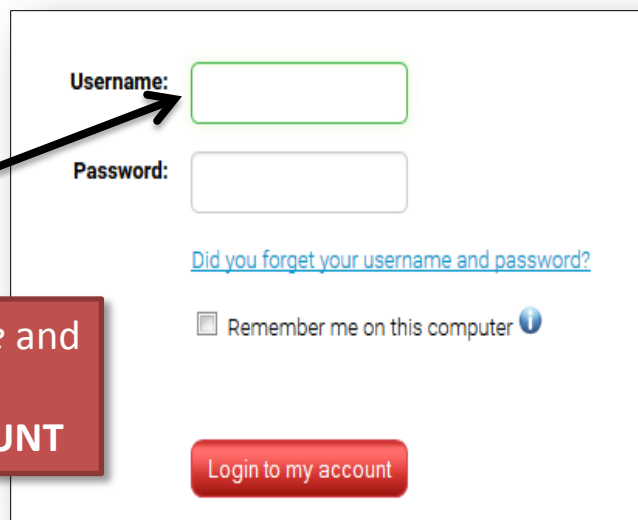 Username:
Password:
Did you forget your username and password?
and
Remember me on this computer
Login to my account